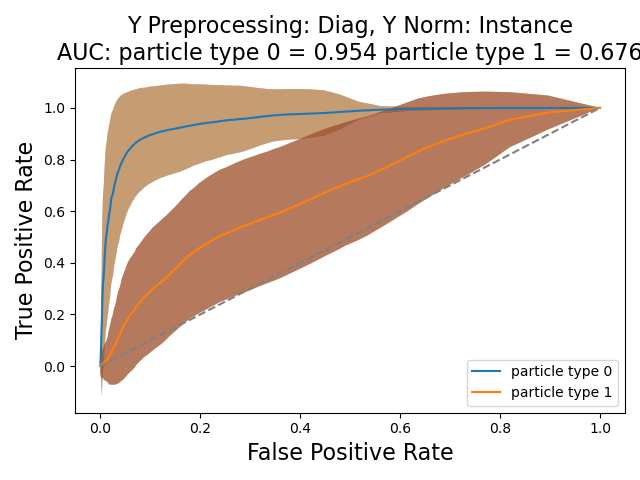 Y Preprocessing: Diag, Y Norm: Instance
AUC: particle type 0 = 0.954 particle type 1 = 0.676
True Positive Rate
1.0
0.8
0.6
0.4
0.2
0.0
particle type 0
particle type 1
0.0 0.2 0.4 0.6 0.8 1.0
False Positive Rate